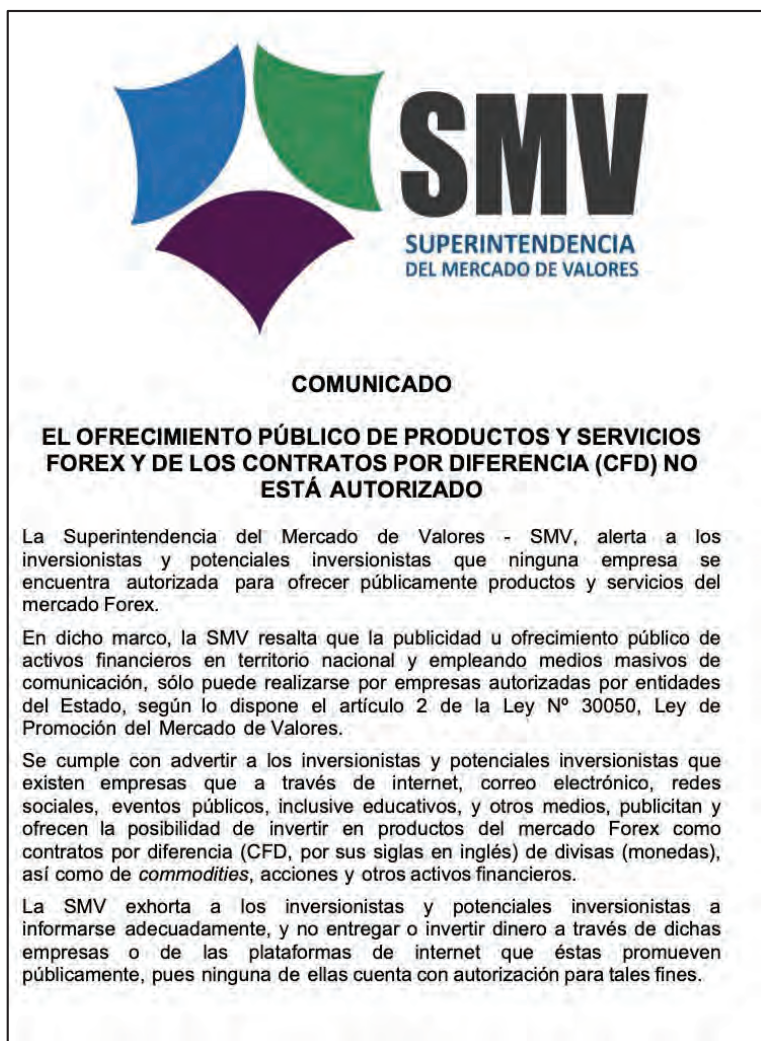 SMV
SUPERINTENDENCIA
DEL MERCADO DE VALORES
COMUNICADO
EL OFRECIMIENTO PÚBLICO DE PRODUCTOS Y SERVICIOS
FOREX Y DE LOS CONTRATOS POR DIFERENCIA (CFD) NO
ESTÁ AUTORIZADO
La Superintendencia del Mercado de Valores - SMV, alerta a los
inversionistas y potenciales inversionistas que ninguna empresa se
encuentra autorizada para ofrecer públicamente productos y servicios del
mercado Forex.
En dicho marco, la SMV resalta que la publicidad u ofrecimiento público de
activos financieros en territorio nacional y empleando medios masivos de
comunicación, sólo puede realizarse por empresas autorizadas por entidades
del Estado, según lo dispone el artículo 2 de la Ley Nº 30050, Ley de
Promoción del Mercado de Valores.
Se cumple con advertir a los inversionistas y potenciales inversionistas que
existen empresas que a través de internet, correo electrónico, redes
sociales, eventos públicos, inclusive educativos, y otros medios, publicitan y
ofrecen la posibilidad de invertir en productos del mercado Forex como
contratos por diferencia (CFD, por sus siglas en inglés) de divisas (monedas),
así como de commodities, acciones y otros activos financieros.
La SMV exhorta a los inversionistas y potenciales inversionistas a
informarse adecuadamente, y no entregar o invertir dinero a través de dichas
empresas o de las plataformas de internet que éstas promueven
públicamente, pues ninguna de ellas cuenta con autorización para tales fines.